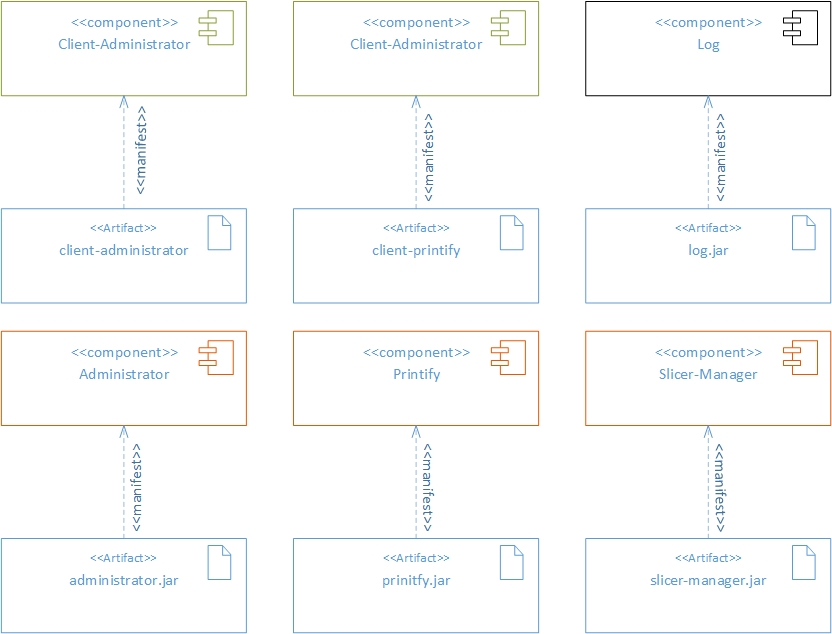 <<component>>
Client-Administrator
<<component>>
Client-Administrator
<<component>>
Log
<<manifest>>
<<manifest>>
<<manifest>>
<<Artifact>>
client-administrator
<<Artifact>>
client-printify
<<Artifact>>
log.jar
<<component>>
Administrator
<<component>>
Printify
<<component>>
Slicer-Manager
<<manifest>>
<<manifest>>
<<manifest>>
<<Artifact>>
administrator.jar
<<Artifact>>
prinitfy.jar
<<Artifact>>
slicer-manager.jar